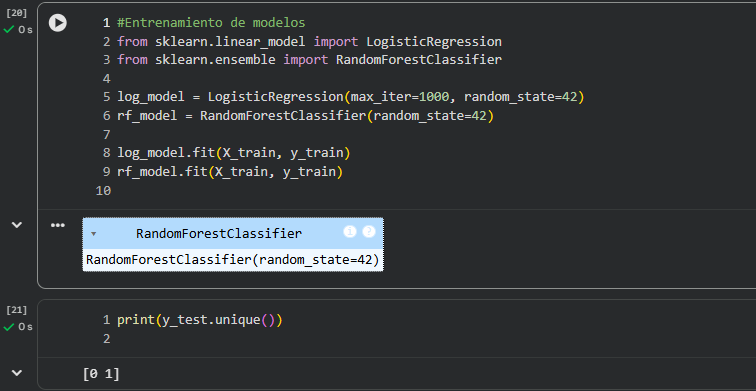 [20]
0 s
1 #Entrenamiento de modelos
2 from sklearn.linear_model import LogisticRegression
3 from sklearn.ensemble import RandomForestClassifier
4
5 log_model = LogisticRegression(max_iter=1000, random_state=42)
6 rf_model = RandomForestClassifier(random_state=42)
7
8 log_model.fit(X_train, y_train)
9 rf_model.fit(X_train, y_train)
10
RandomForestClassifier i ?
RandomForestClassifier(random_state=42)
[21]
0 s
1 print(y_test.unique())
2
[0 1]